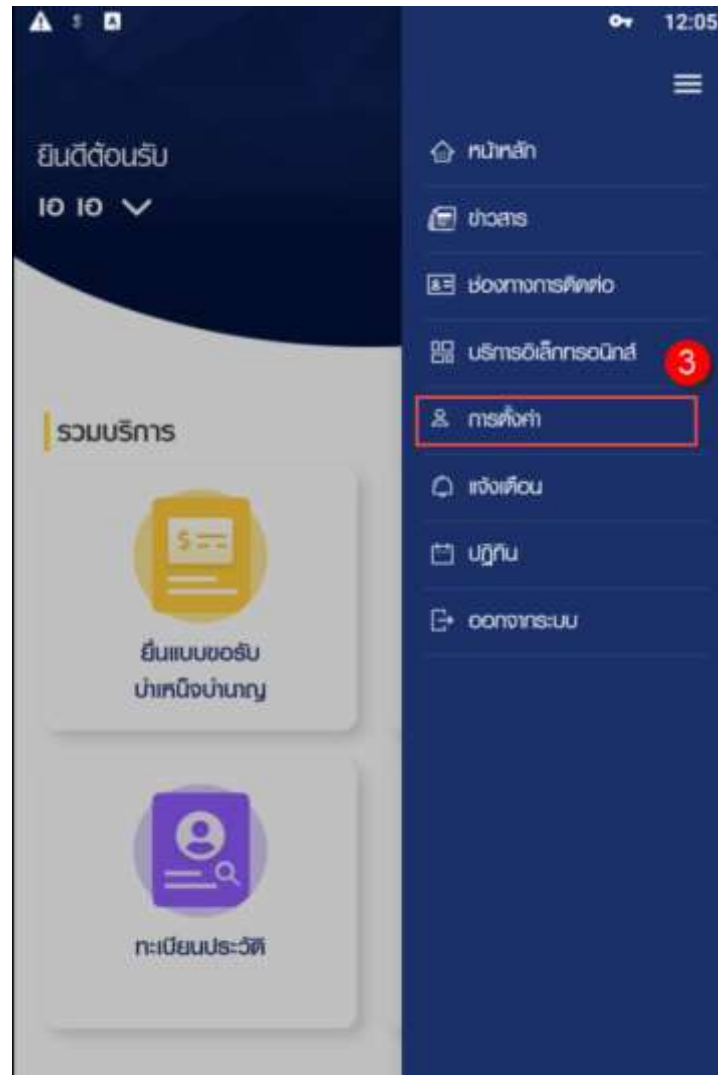 12:05
ยินดีต้อนรับ
เอ เอ
รวมบริการ
$
ยื่นแบบขอรับ
บำเหน็จบำนาญ
ทะเบียนประวัติ
หน้าหลัก
ข่าวสาร
ช่องทางการติดต่อ
บริการอิเล็กทรอนิกส์
3
การตั้งค่า
แจ้งเตือน
ปฏิทิน
ออกจากระบบ